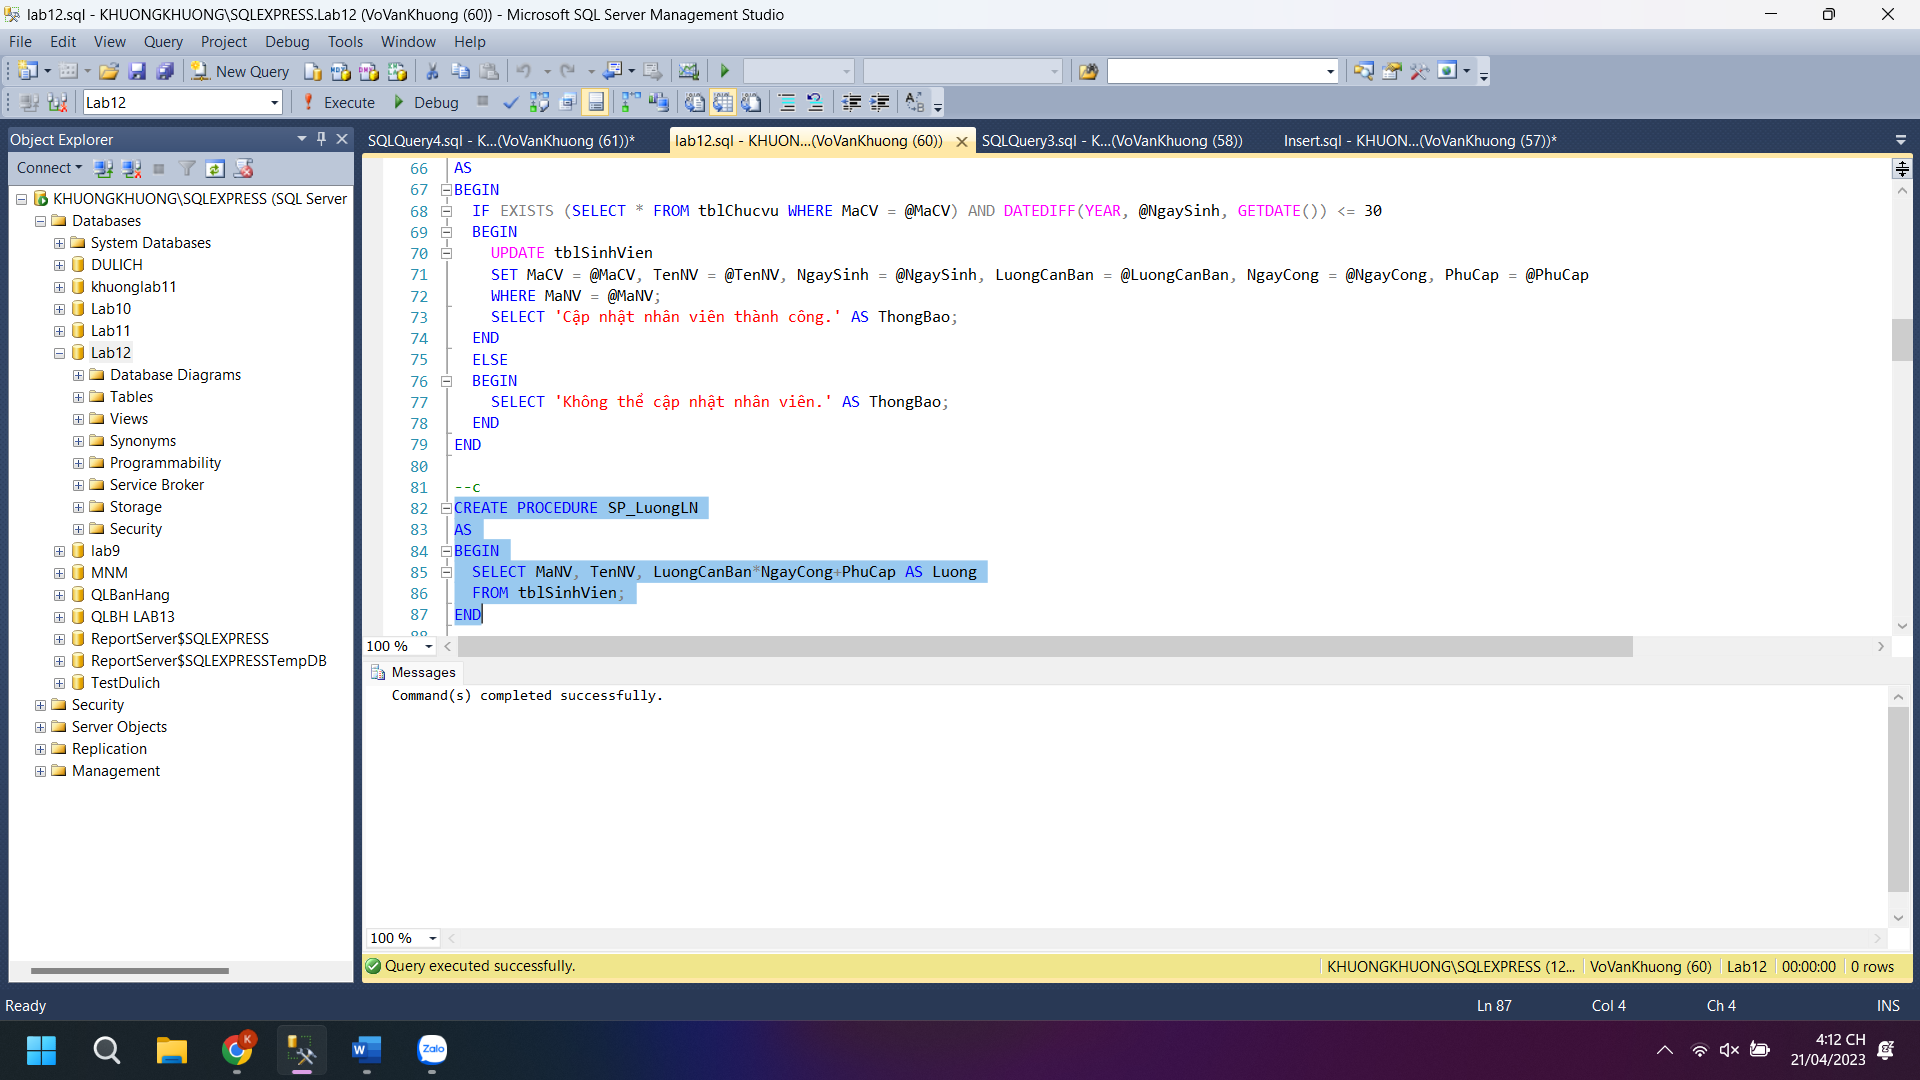 lab12.sql - KHUONGKHUONG\SQLEXPRESS.Lab12 (VoVanKhuong (60)) - Microsoft SQL Server Management Studio
File Edit View Query Project Debug Tools Window Help
New Query
Lab12 Execute Debug
Object Explorer
Connect
KHUONGKHUONG\SQLEXPRESS (SQL Server
Databases
System Databases
DULICH
khuonglab11
Lab10
Lab11
Lab12
Database Diagrams
Tables
Views
Synonyms
Programmability
Service Broker
Storage
Security
lab9
MNM
QLBanHang
QLBH LAB13
ReportServer$SQLEXPRESS
ReportServer$SQLEXPRESSTempDB
TestDulich
Security
Server Objects
Replication
Management
SQLQuery4.sql - K...(VoVanKhuong (61))* lab12.sql - KHUON...(VoVanKhuong (60)) SQLQuery3.sql - K...(VoVanKhuong (58)) Insert.sql - KHUON...(VoVanKhuong (57))*
66 AS
67 BEGIN
68 IF EXISTS (SELECT * FROM tblChucvu WHERE MaCV = @MaCV) AND DATEDIFF(YEAR, @NgaySinh, GETDATE()) <= 30
69 BEGIN
70 UPDATE tblSinhVien
71 SET MaCV = @MaCV, TenNV = @TenNV, NgaySinh = @NgaySinh, LuongCanBan = @LuongCanBan, NgayCong = @NgayCong, PhuCap = @PhuCap
72 WHERE MaNV = @MaNV;
73 SELECT 'Cập nhật nhân viên thành công.' AS ThongBao;
74 END
75 ELSE
76 BEGIN
77 SELECT 'Không thể cập nhật nhân viên.' AS ThongBao;
78 END
79 END
80
81 --c
82 CREATE PROCEDURE SP_LuongLN
83 AS
84 BEGIN
85 SELECT MaNV, TenNV, LuongCanBan*NgayCong+PhuCap AS Luong
86 FROM tblSinhVien;
87 END
88
100 %
Messages
Command(s) completed successfully.
100 %
Query executed successfully. KHUONGKHUONG\SQLEXPRESS (12... VoVanKhuong (60) Lab12 00:00:00 0 rows
Ready Ln 87 Col 4 Ch 4 INS
K
Zalo
4:12 CH
21/04/2023